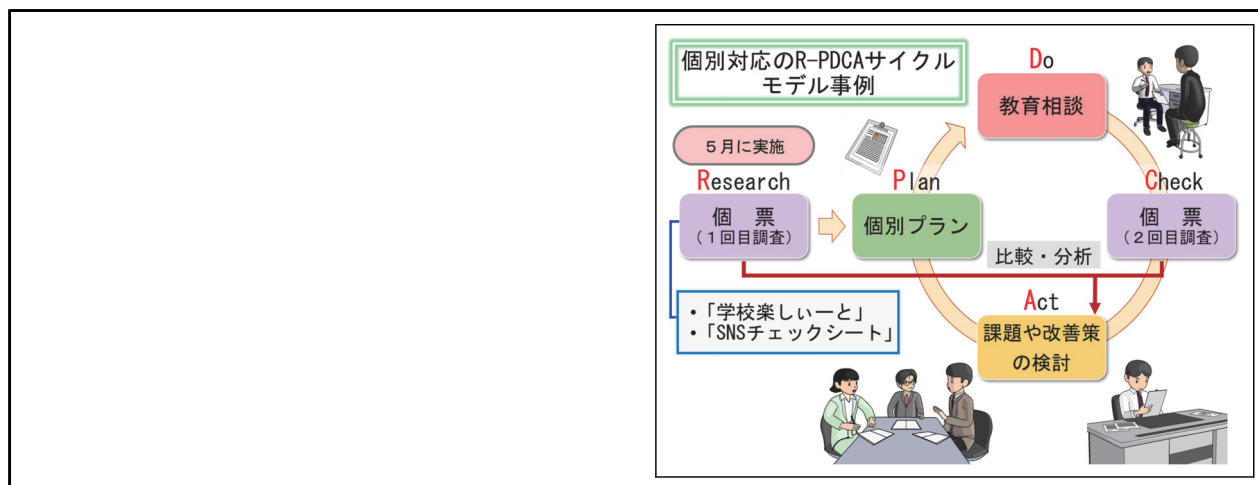 個別対応のR-PDCAサイクル
モデル事例
Do
教育相談
5月に実施
Research
個 票
(1回目調査)
Plan
個別プラン
Check
個 票
(2回目調査)
比較・分析
・「学校楽しぃーと」
・「SNSチェックシート」
Act
課題や改善策
の検討